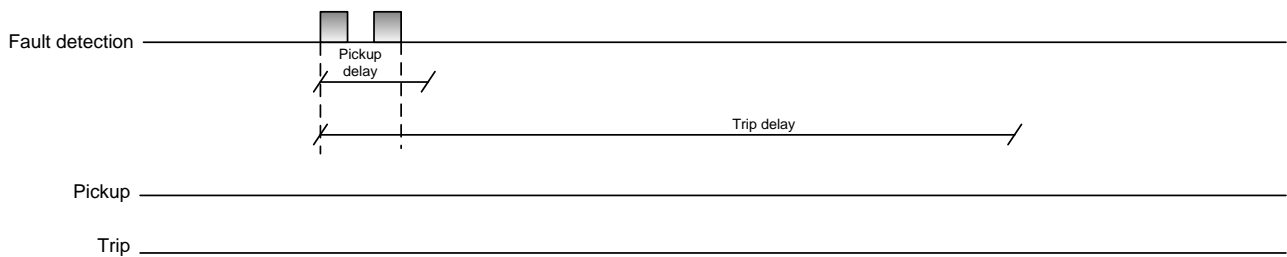 Fault detection
Pickup
delay
Trip delay
Pickup
Trip